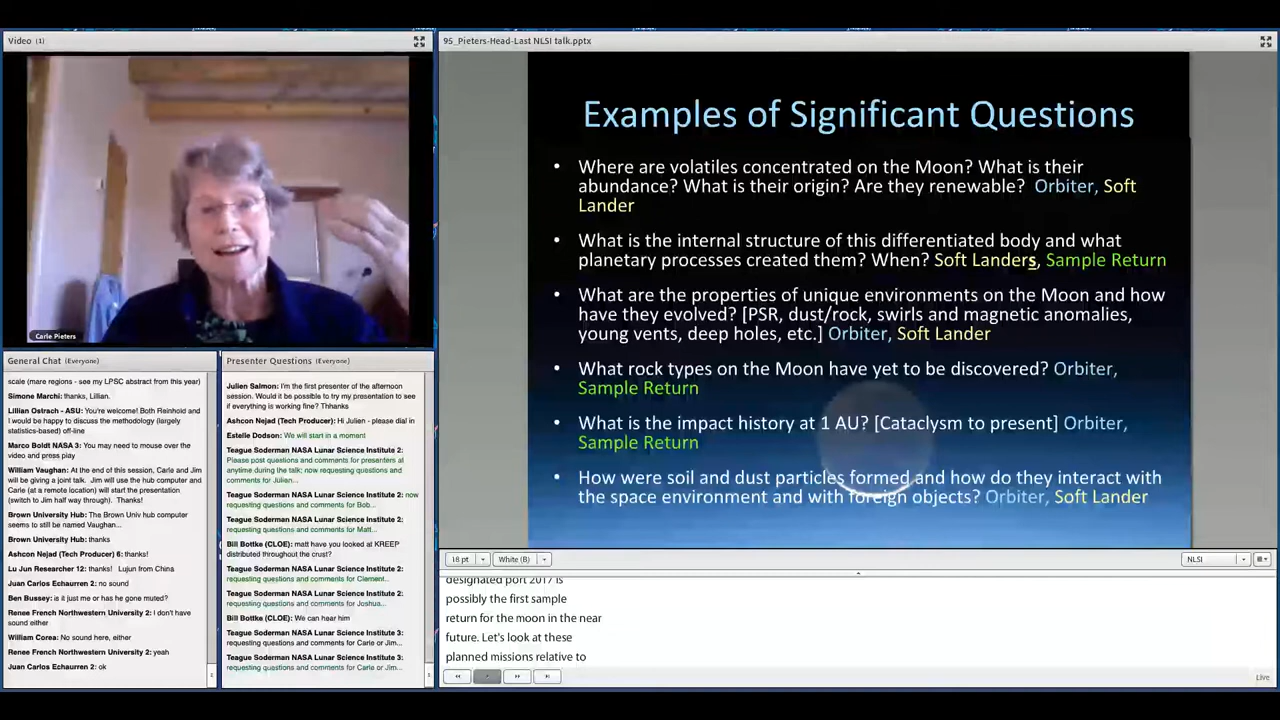 Video (1)
Carle Pieters
General Chat (Everyone)
scale (mare regions - see my LPSC abstract from this year)
Simone Marchi: thanks, Lillian.
Lillian Ostrach - ASU: You're welcome! Both Reinhold and
I would be happy to discuss the methodology (largely
statistics-based) off-line
Marco Boldt NASA 3: You may need to mouse over the
video and press play
William Vaughan: At the end of this session, Carle and Jim
will be giving a joint talk. Jim will use the hub computer and
Carle (at a remote location) will start the presentation
(switch to Jim half way through). Thanks!
Brown University Hub: The Brown Univ hub computer
seems to still be named Vaughan...
Brown University Hub: thanks
Ashcon Nejad (Tech Producer) 6: thanks!
Lu Jun Researcher 12: thanks! Lujun from China
Juan Carlos Echaurren 2: no sound
Ben Bussey: is it just me or has he gone muted?
Renee French Northwestern University 2: I don't have
sound either
William Corea: No sound here, either
Renee French Northwestern University 2: yeah
Juan Carlos Echaurren 2: ok
Presenter Questions (Everyone)
Julien Salmon: I'm the first presenter of the afternoon
session. Would it be possible to try my presentation to
see if everything is working fine? Thhanks
Ashcon Nejad (Tech Producer): Hi Julien - please dial in
Estelle Dodson: We will start in a moment
Teague Soderman NASA Lunar Science Institute 2:
Please post questions and comments for presenters at
anytime during the talk; now requesting questions and
comments for Julien...
Teague Soderman NASA Lunar Science Institute 2: now
requesting questions and comments for Bob...
Teague Soderman NASA Lunar Science Institute 2:
requesting questions and comments for Matt...
Bill Bottke (CLOE): matt have you looked at KREEP
distributed throughout the crust?
Teague Soderman NASA Lunar Science Institute 2:
requesting questions and comments for Clement...
Teague Soderman NASA Lunar Science Institute 2:
requesting questions and comments for Joshua...
Bill Bottke (CLOE): We can hear him
Teague Soderman NASA Lunar Science Institute 3:
requesting questions and comments for Carle or Jim...
Teague Soderman NASA Lunar Science Institute 3:
requesting questions and comments for Carle or Jim...
95_Pieters-Head-Last NLSI talk.pptx
Examples of Significant Questions
• Where are volatiles concentrated on the Moon? What is their
abundance? What is their origin? Are they renewable? Orbiter, Soft
Lander
• What is the internal structure of this differentiated body and what
planetary processes created them? When? Soft Landers, Sample Return
• What are the properties of unique environments on the Moon and how
have they evolved? [PSR, dust/rock, swirls and magnetic anomalies,
young vents, deep holes, etc.] Orbiter, Soft Lander
• What rock types on the Moon have yet to be discovered? Orbiter,
Sample Return
• What is the impact history at 1 AU? [Cataclysm to present] Orbiter,
Sample Return
• How were soil and dust particles formed and how do they interact with
the space environment and with foreign objects? Orbiter, Soft Lander
18 pt
White (B)
NLSI
designated port 2017 is
possibly the first sample
return for the moon in the near
future. Let's look at these
planned missions relative to
Live